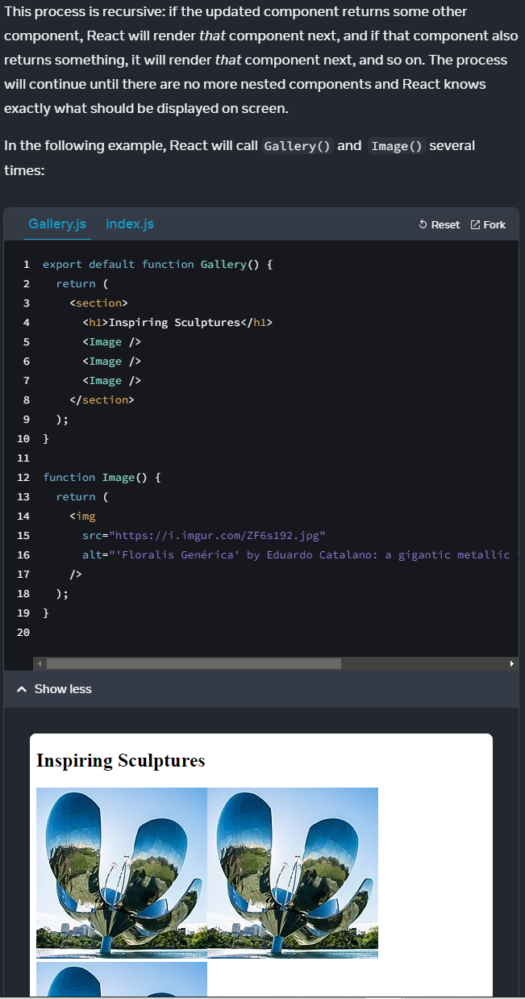 This process is recursive: if the updated component returns some other
component, React will render that component next, and if that component also
returns something, it will render that component next, and so on. The process
will continue until there are no more nested components and React knows
exactly what should be displayed on screen.
In the following example, React will call Gallery() and Image() several
times:
Gallery.js index.js Reset Fork
1 export default function Gallery() {
2 return (
3 <section>
4 <h1>Inspiring Sculptures</h1>
5 <Image />
6 <Image />
7 <Image />
8 </section>
9 );
10 }
11
12 function Image() {
13 return (
14 <img
15 src="https://i.imgur.com/ZF6s192.jpg"
16 alt="'Floralis Genérica' by Eduardo Catalano: a gigantic metallic
17 />
18 );
19 }
20
Show less
Inspiring Sculptures